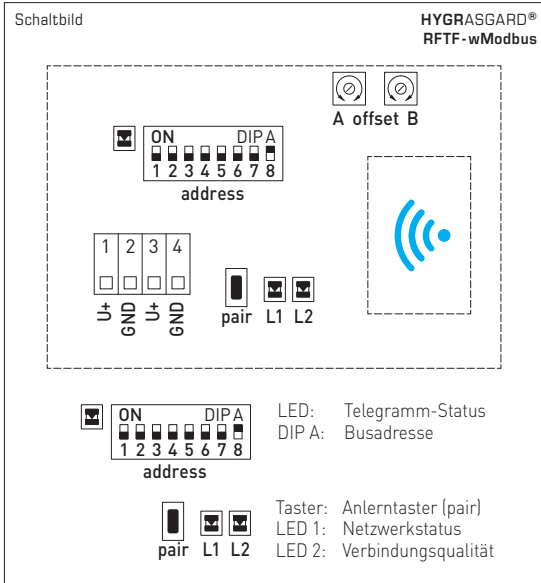 Schaltbild
HYGRASGARD®
RFTF-wModbus
A offset B
ON DIP A
1 2 3 4 5 6 7 8
address
1 2 3 4
U+ GND U+ GND
pair L1 L2
ON DIP A
1 2 3 4 5 6 7 8
address
LED: Telegramm-Status
DIP A: Busadresse
pair L1 L2
Taster: Anlerntaster (pair)
LED 1: Netzwerkstatus
LED 2: Verbindungsqualität